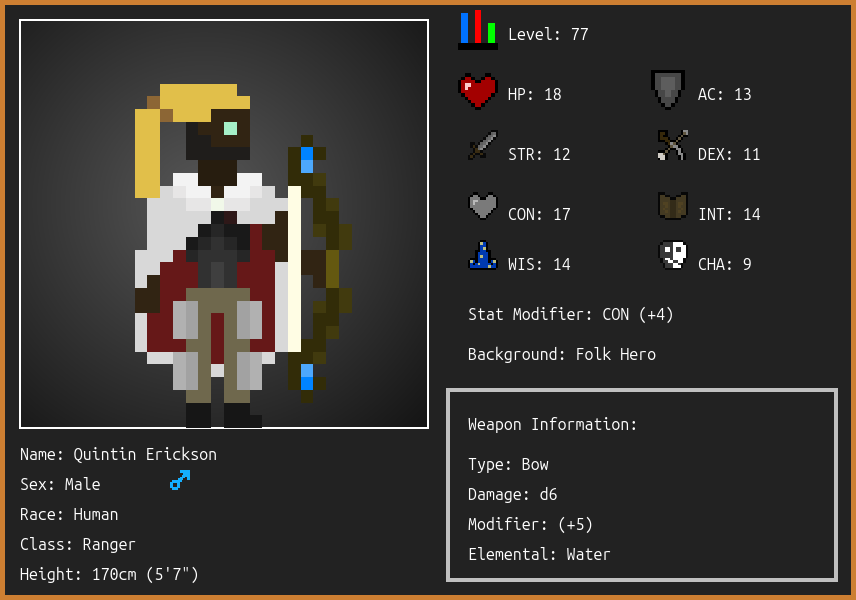 Level: 77
HP: 18
AC: 13
STR: 12
DEX: 11
CON: 17
INT: 14
WIS: 14
CHA: 9
Stat Modifier: CON (+4)
Background: Folk Hero
Weapon Information:
Type: Bow
Damage: d6
Modifier: (+5)
Elemental: Water
Name: Quintin Erickson
Sex: Male
Race: Human
Class: Ranger
Height: 170cm (5'7")